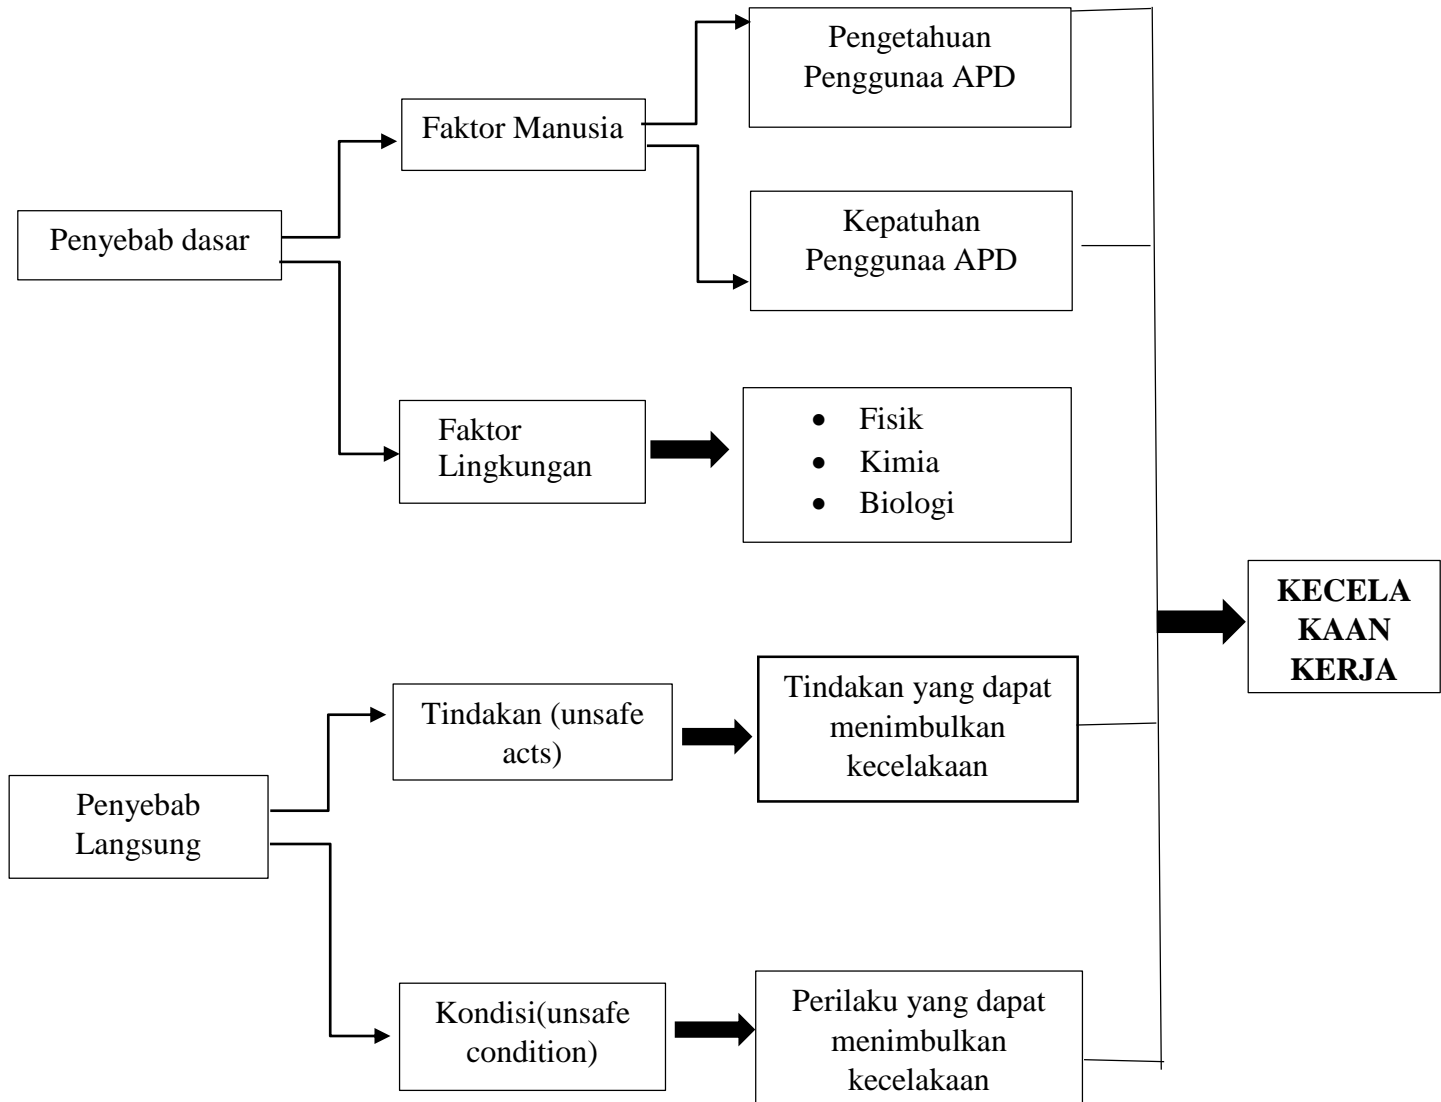 Pengetahuan
Penggunaa APD
Faktor Manusia
Penyebab dasar
Kepatuhan
Penggunaa APD
Faktor
Lingkungan
• Fisik
• Kimia
• Biologi
KECELA
KAAN
KERJA
Tindakan (unsafe
acts)
Tindakan yang dapat
menimbulkan
kecelakaan
Penyebab
Langsung
Kondisi(unsafe
condition)
Perilaku yang dapat
menimbulkan
kecelakaan